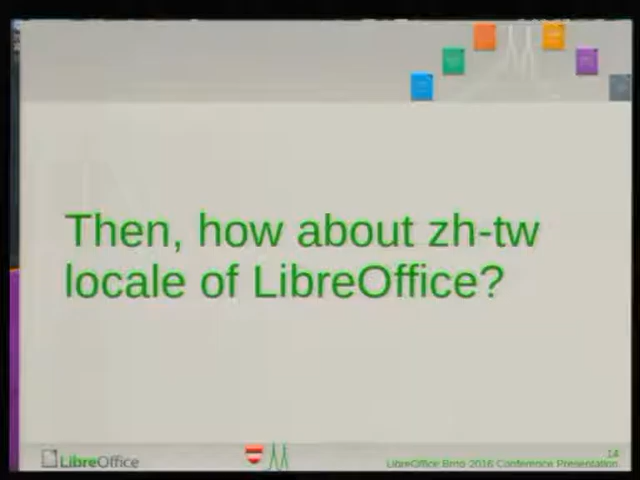 Then, how about zh-tw
locale of LibreOffice?
LibreOffice
14
LibreOffice Brno 2016 Conference Presentation